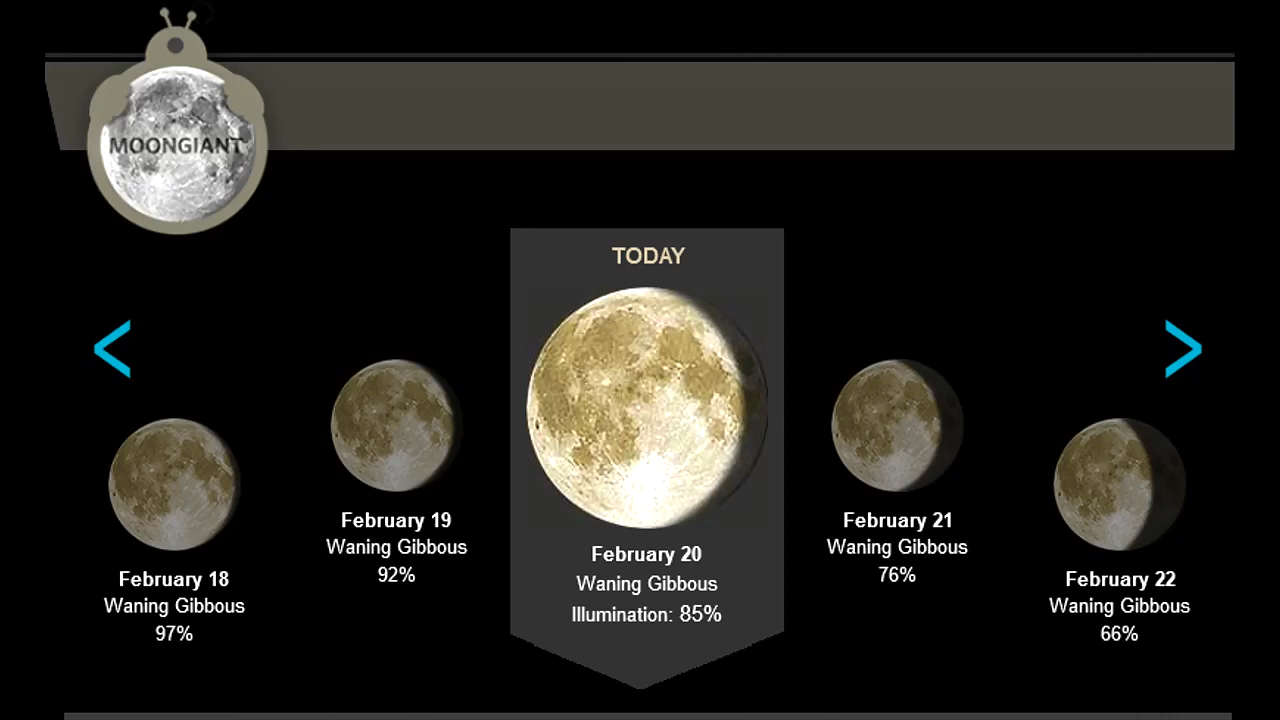 MOONGIANT
TODAY
February 18
Waning Gibbous
97%
February 19
Waning Gibbous
92%
February 20
Waning Gibbous
Illumination: 85%
February 21
Waning Gibbous
76%
February 22
Waning Gibbous
66%